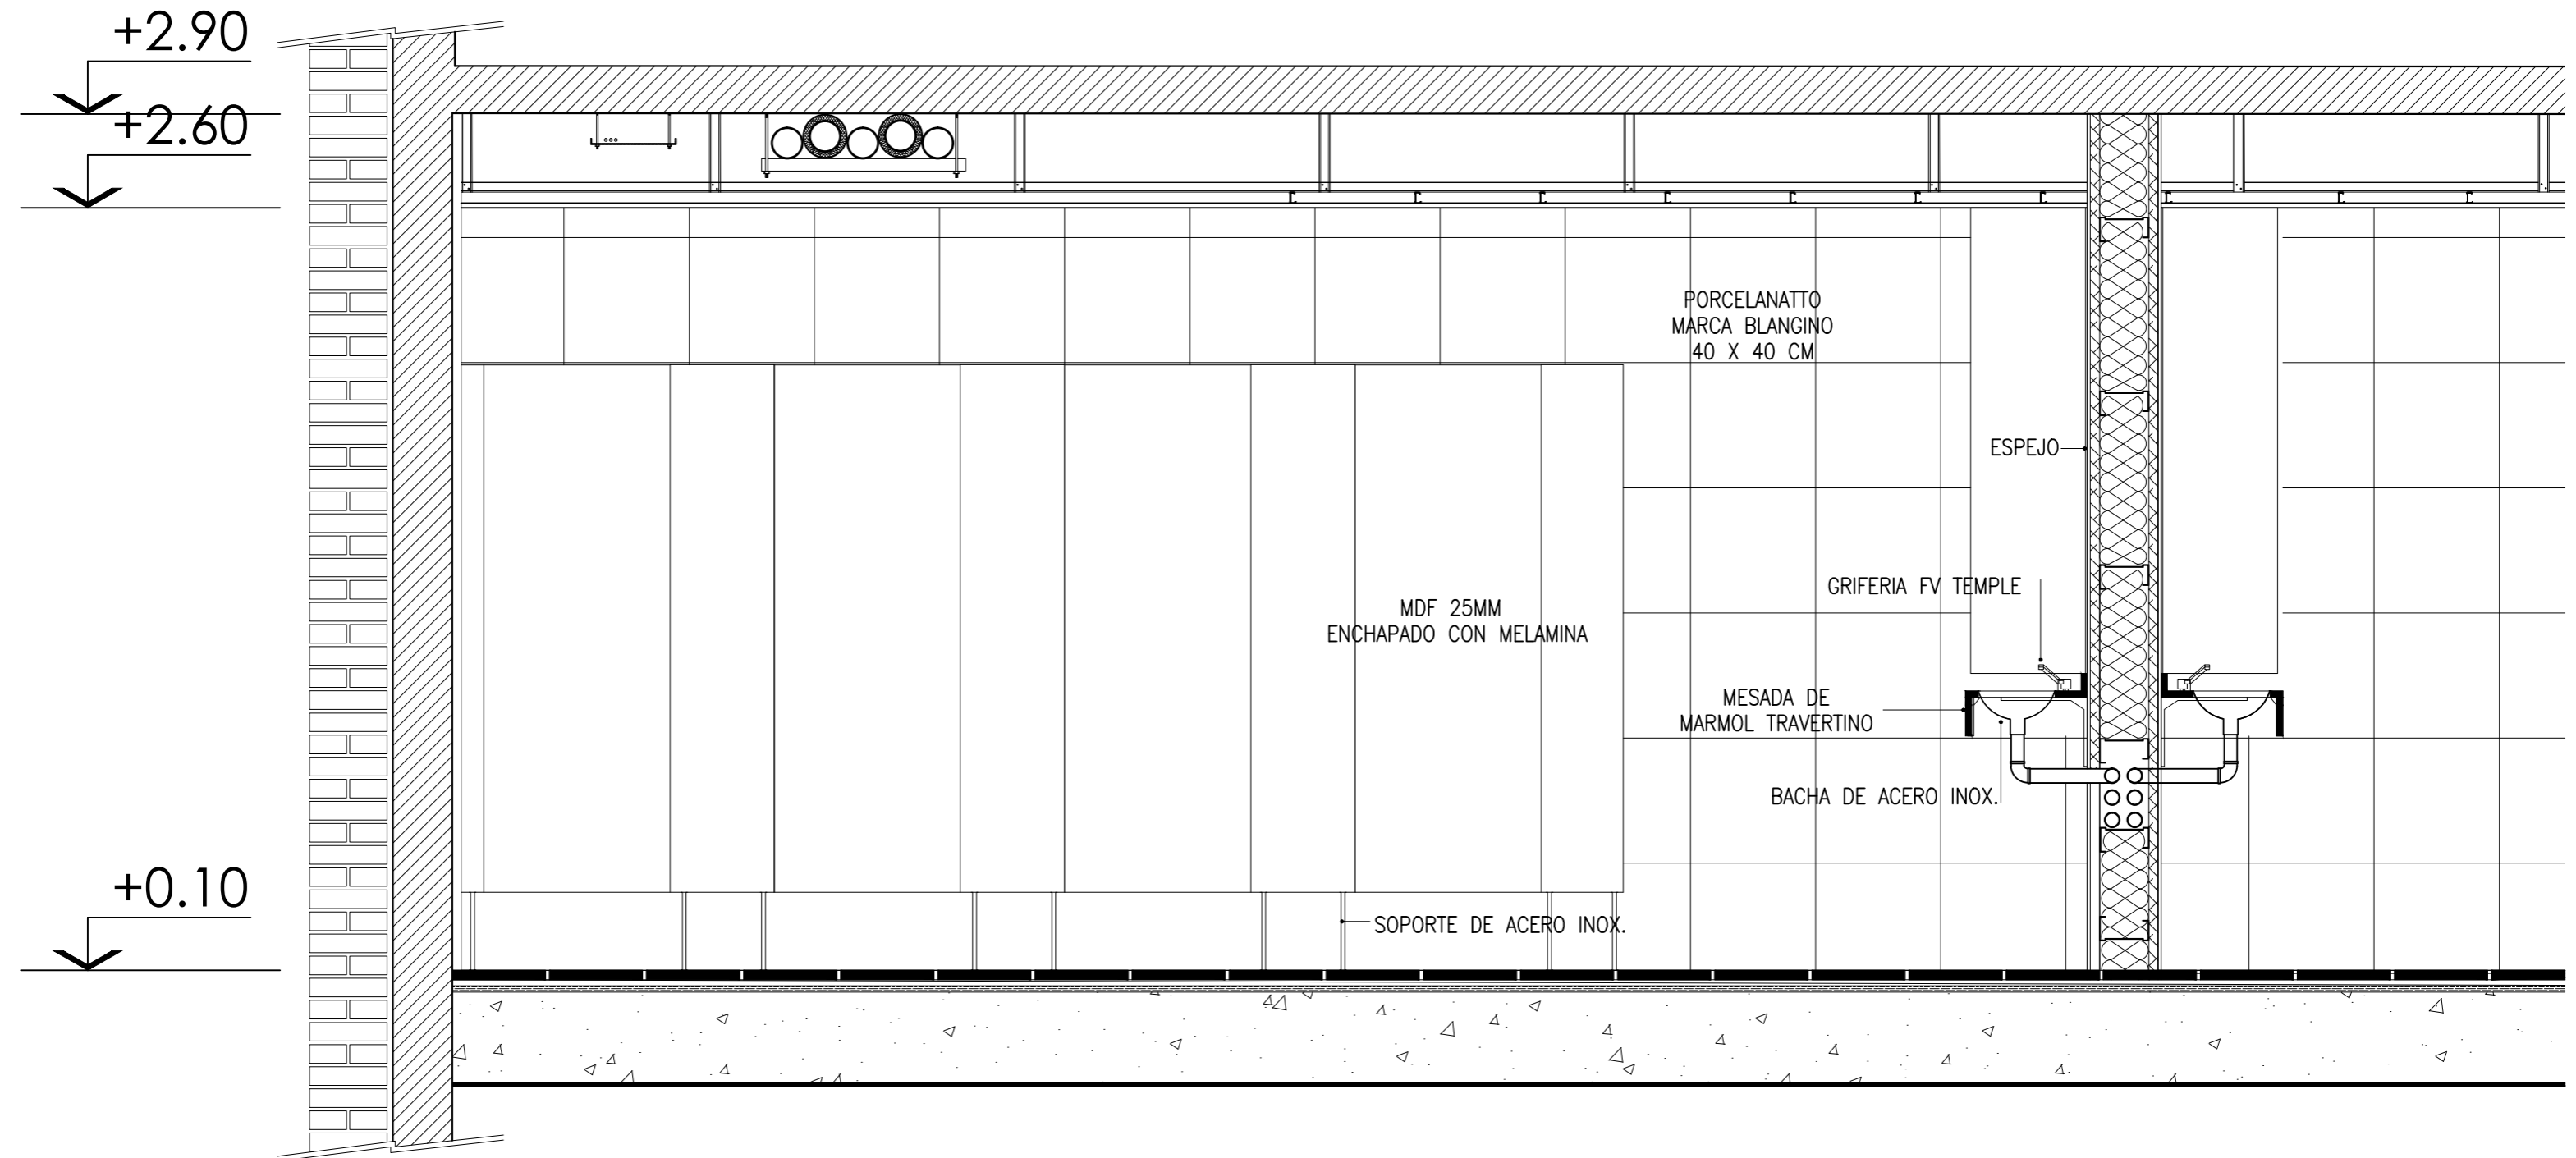 +2.90
+2.60
PORCELANATTO
MARCA BLANGINO
40 X 40 CM
ESPEJO
GRIFERIA FV TEMPLE
MDF 25MM
ENCHAPADO CON MELAMINA
MESADA DE
MARMOL TRAVERTINO
BACHA DE ACERO INOX.
+0.10
SOPORTE DE ACERO INOX.